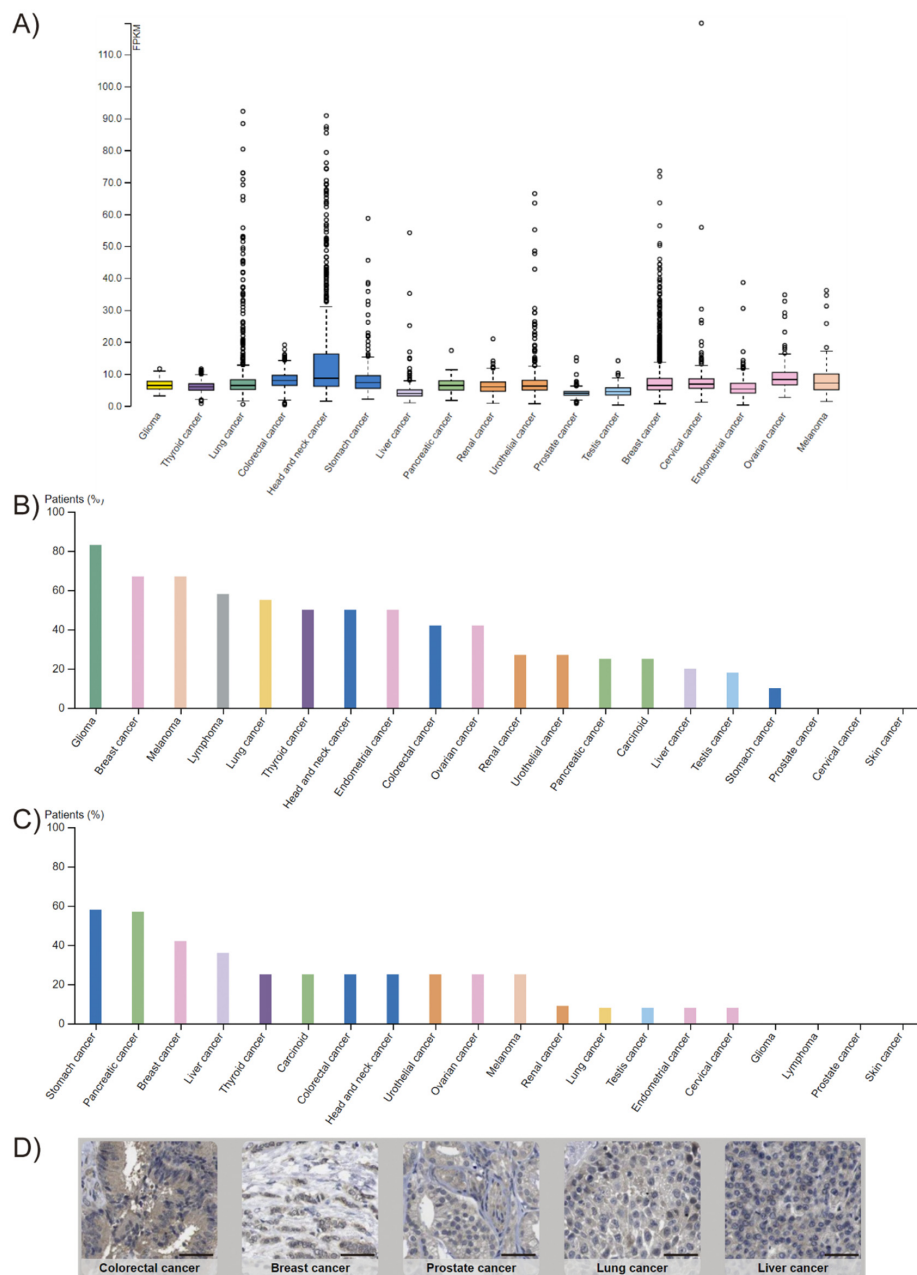 A)
FPKM
110.0
100.0
90.0
80.0
70.0
60.0
50.0
40.0
30.0
20.0
10.0
0.0
Glioma
Thyroid cancer
Lung cancer
Colorectal cancer
Head and neck cancer
Stomach cancer
Liver cancer
Pancreatic cancer
Renal cancer
Urothelial cancer
Prostate cancer
Testis cancer
Breast cancer
Cervical cancer
Endometrial cancer
Ovarian cancer
Melanoma
B)
Patients (%)
100
80
60
40
20
0
Glioma
Breast cancer
Melanoma
Lymphoma
Lung cancer
Thyroid cancer
Head and neck cancer
Endometrial cancer
Colorectal cancer
Ovarian cancer
Renal cancer
Urothelial cancer
Pancreatic cancer
Carcinoid
Liver cancer
Testis cancer
Stomach cancer
Prostate cancer
Cervical cancer
Skin cancer
C)
Patients (%)
100
80
60
40
20
0
Stomach cancer
Pancreatic cancer
Breast cancer
Liver cancer
Thyroid cancer
Carcinoid
Colorectal cancer
Head and neck cancer
Urothelial cancer
Ovarian cancer
Melanoma
Renal cancer
Lung cancer
Testis cancer
Endometrial cancer
Cervical cancer
Glioma
Lymphoma
Prostate cancer
Skin cancer
D)
Colorectal cancer
Breast cancer
Prostate cancer
Lung cancer
Liver cancer